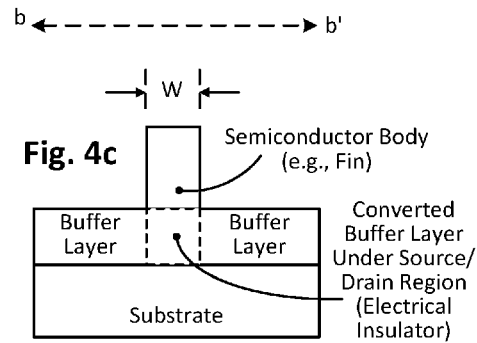 b b'
W
Fig. 4c
Semiconductor Body
(e.g., Fin)
Buffer
Layer
Buffer
Layer
Converted
Buffer Layer
Under Source/
Drain Region
(Electrical
Insulator)
Substrate